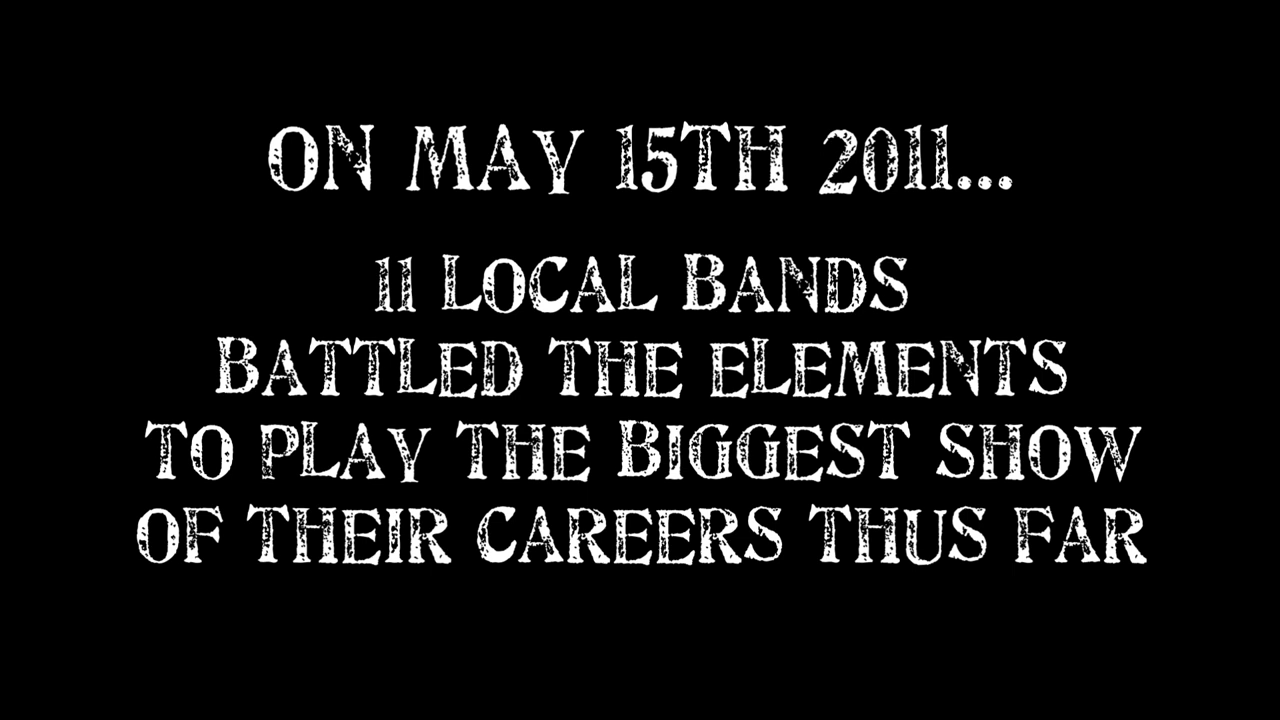 ON MAY 15TH 2011...
11 LOCAL BANDS
BATTLED THE ELEMENTS
TO PLAY THE BIGGEST SHOW
OF THEIR CAREERS THUS FAR